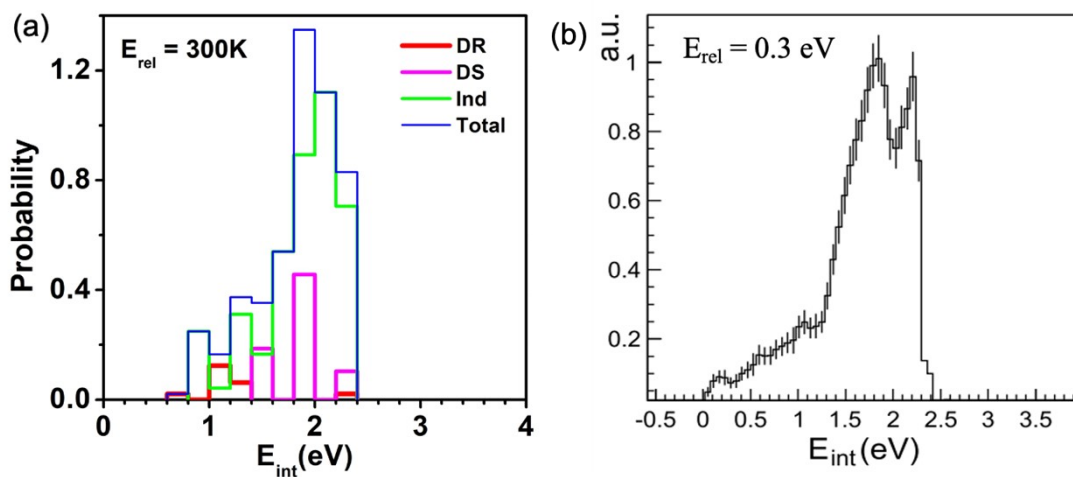 (a)
E_rel = 300K
DR
DS
Ind
Total
Probability
1.2
0.8
0.4
0.0
0
1
2
3
4
E_int(eV)
(b)
E_rel = 0.3 eV
a.u.
1
0.8
0.6
0.4
0.2
-0.5
0
0.5
1
1.5
2
2.5
3
3.5
E_int(eV)